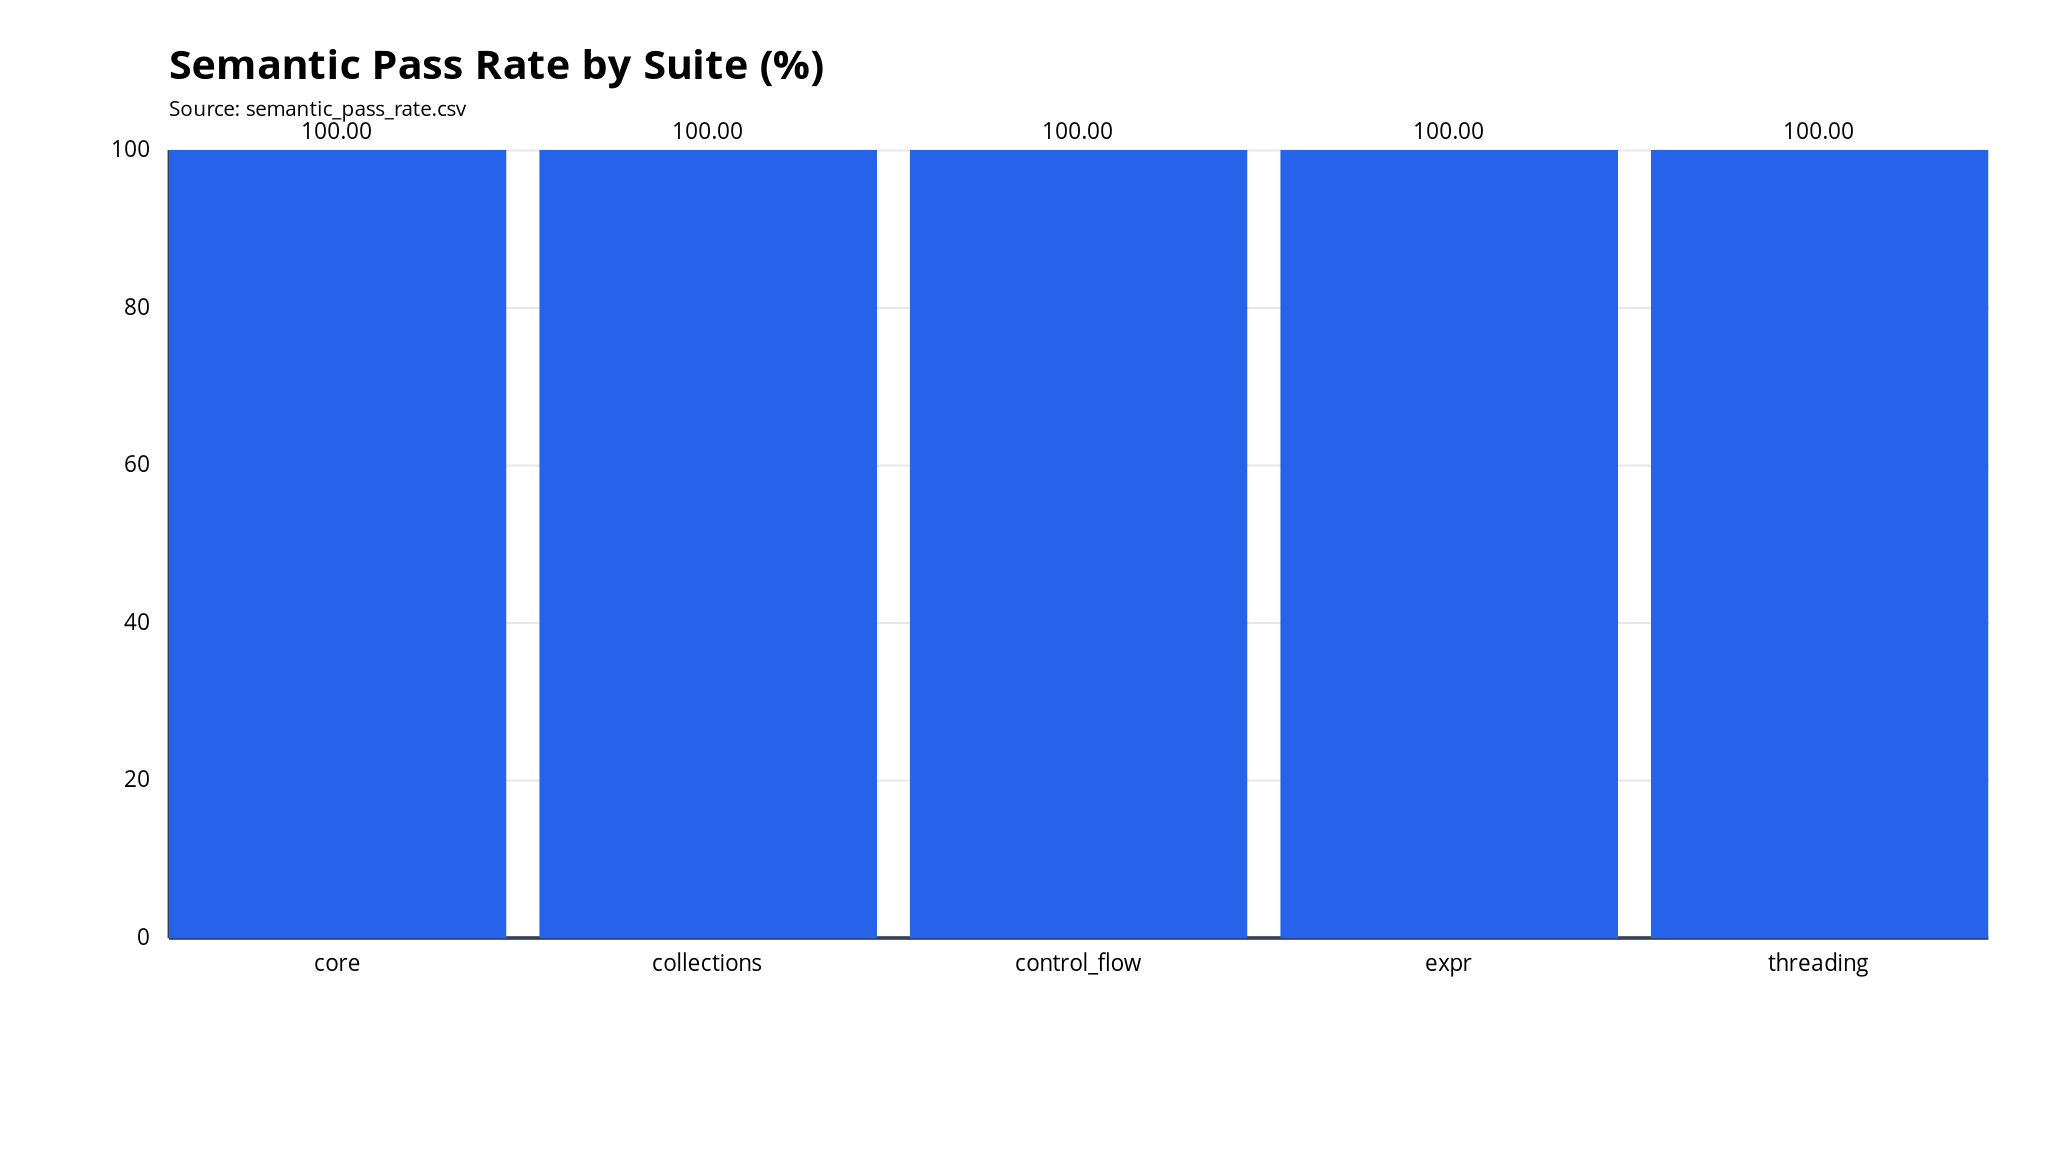 Semantic Pass Rate by Suite (%)
Source: semantic_pass_rate.csv
100.00 100.00 100.00 100.00 100.00
100
80
60
40
20
0
core collections control_flow expr threading